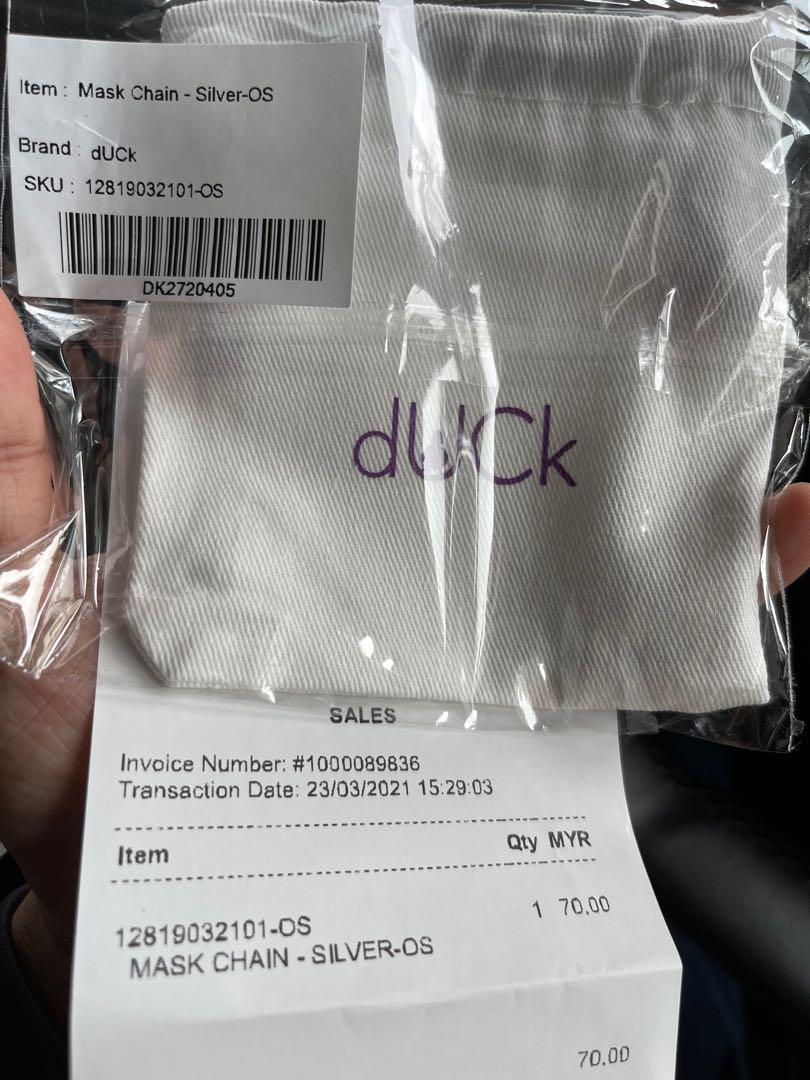 Item : Mask Chain - Silver-OS
Brand : dUCk
SKU : 12819032101-OS
DK2720405
dUCk
SALES
Invoice Number: #1000089836
Transaction Date: 23/03/2021 15:29:03
Item Qty MYR
12819032101-OS 1 70.00
MASK CHAIN - SILVER-OS
70.00